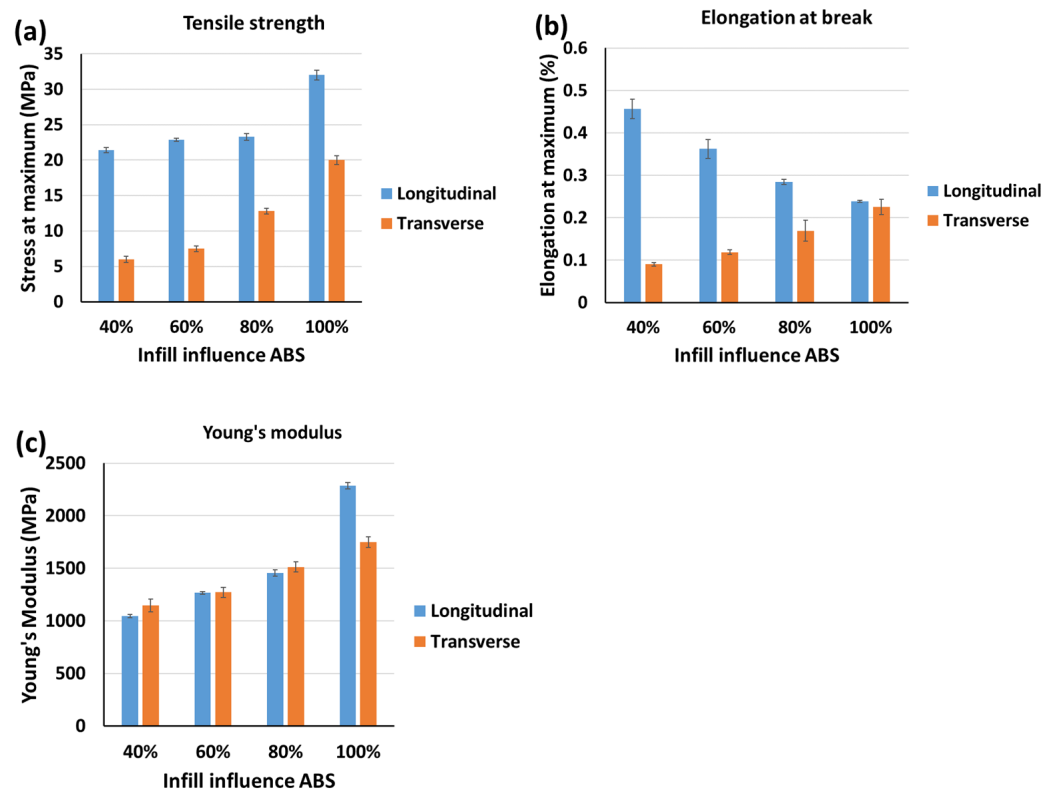 (a)
Tensile strength
Stress at maximum (MPa)
35
30
25
20
15
10
5
0
40% 60% 80% 100%
Infill influence ABS
Longitudinal
Transverse
(b)
Elongation at break
Elongation at maximum (%)
0.6
0.5
0.4
0.3
0.2
0.1
0
40% 60% 80% 100%
Infill influence ABS
Longitudinal
Transverse
(c)
Young's modulus
Young's Modulus (MPa)
2500
2000
1500
1000
500
0
40% 60% 80% 100%
Infill influence ABS
Longitudinal
Transverse